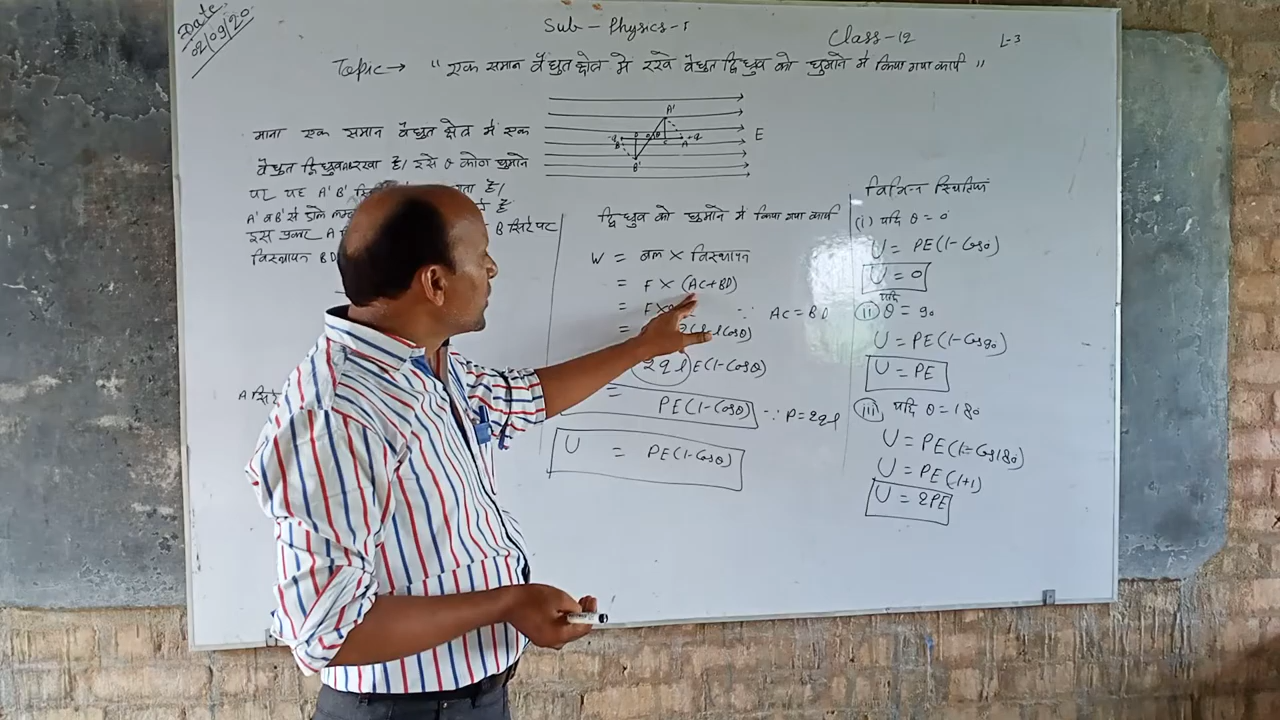 Date
02/09/20
Sub - Physics-I
Class-12
L-3
Topic → "एक समान वैद्युत क्षेत्र में रखे वैद्युत द्विध्रुव को घुमाने में किया गया कार्य"
माना एक समान वैद्युत क्षेत्र में एक
वैद्युत द्विध्रुव रखा है। इसे θ कोण घुमाने
पर यह A' B'
A' व B' से डाले
इस प्रकार A
B सिरे पर
विस्थापन BD
A सिरे
A'
B
A
B'
E
द्विध्रुव को घुमाने में किया गया कार्य
W = बल × विस्थापन
= F × (AC+BD)
= F×
∵ AC = BD
cosθ)
2ql E(1-Cosθ)
= PE(1-Cosθ) ∵ P=2ql
U = PE(1-Cosθ)
विभिन्न स्थितियां
(i) यदि θ = 0
U = PE(1-Cos0)
U = 0
(ii) यदि θ = 90
U = PE(1-Cos90)
U = PE
(iii) यदि θ = 180
U = PE(1-Cos180)
U = PE(1+1)
U = 2PE